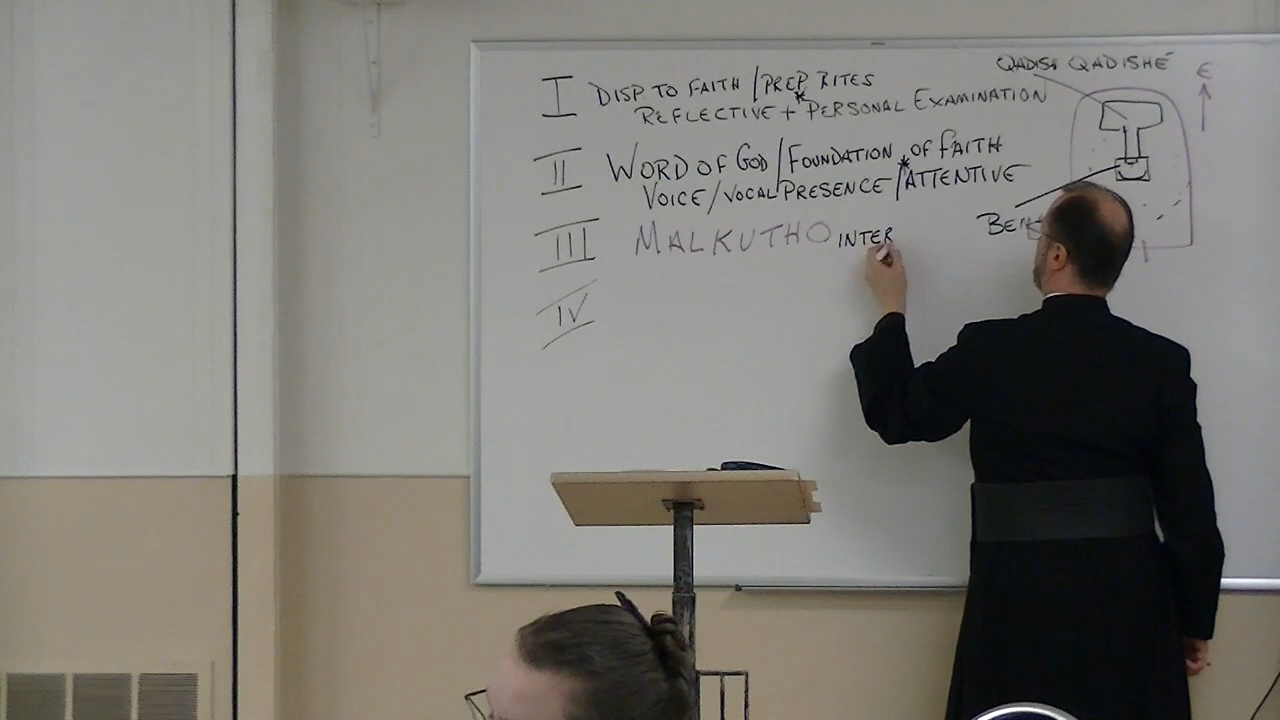 QADISH QADISHÉ
E
I DISP TO FAITH / PREP RITES
REFLECTIVE + *PERSONAL EXAMINATION
II WORD OF GOD / FOUNDATION OF FAITH
VOICE / VOCAL PRESENCE / *ATTENTIVE
III MALKUTHO INTER
IV